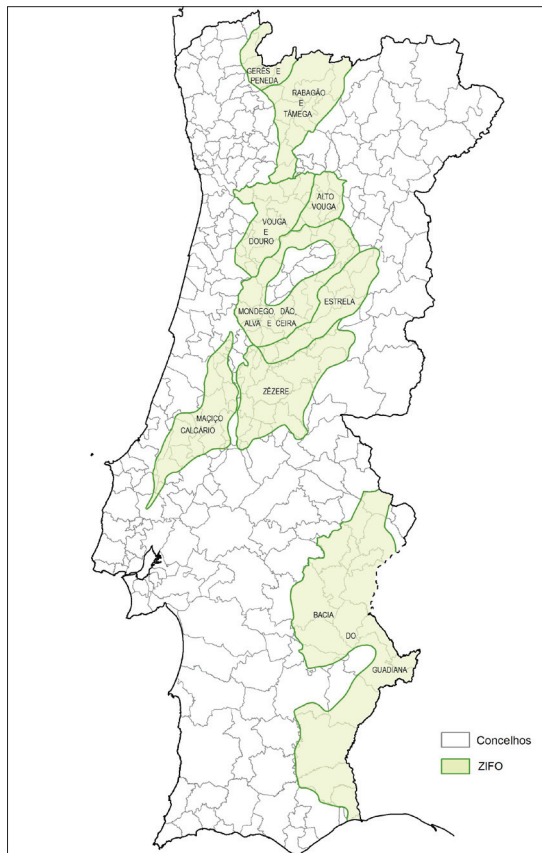 GERÊS E
PENEDA
RABAGÃO
E
TÂMEGA
ALTO
VOUGA
VOUGA
E
DOURO
ESTRELA
MONDEGO, DÃO,
ALVA E CEIRA
ZÊZERE
MAÇIÇO
CALCÁRIO
BACIA
DO
GUADIANA
Concelhos
ZIFO